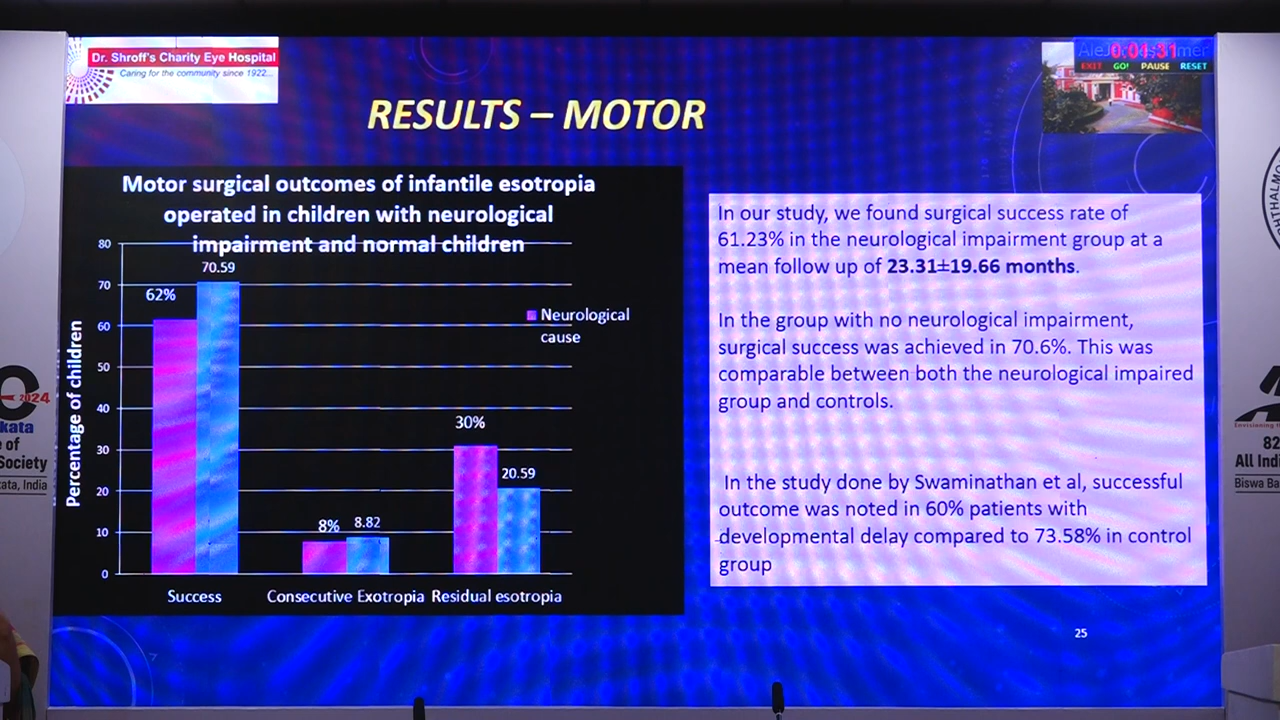 Dr. Shroff's Charity Eye Hospital
Caring for the community since 1922...
0:01:31
EXIT GO! PAUSE RESET
RESULTS – MOTOR
Motor surgical outcomes of infantile esotropia
operated in children with neurological
impairment and normal children
Percentage of children
80
70
60
50
40
30
20
10
0
62%
70.59
8%
8.82
30%
20.59
Neurological
cause
Success
Consecutive Exotropia
Residual esotropia
In our study, we found surgical success rate of
61.23% in the neurological impairment group at a
mean follow up of 23.31±19.66 months.
In the group with no neurological impairment,
surgical success was achieved in 70.6%. This was
comparable between both the neurological impaired
group and controls.
In the study done by Swaminathan et al, successful
outcome was noted in 60% patients with
developmental delay compared to 73.58% in control
group
25
2024
kata
e of
Society
ata, India
Envisioning
82
All Indi
Biswa Ba